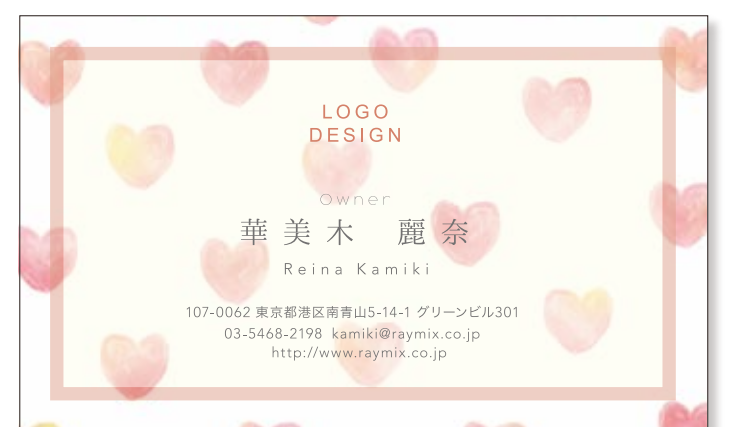 LOGO
DESIGN
Owner
華美木 麗奈
Reina Kamiki
107-0062 東京都港区南青山5-14-1 グリーンビル301
03-5468-2198 kamiki@raymix.co.jp
http://www.raymix.co.jp